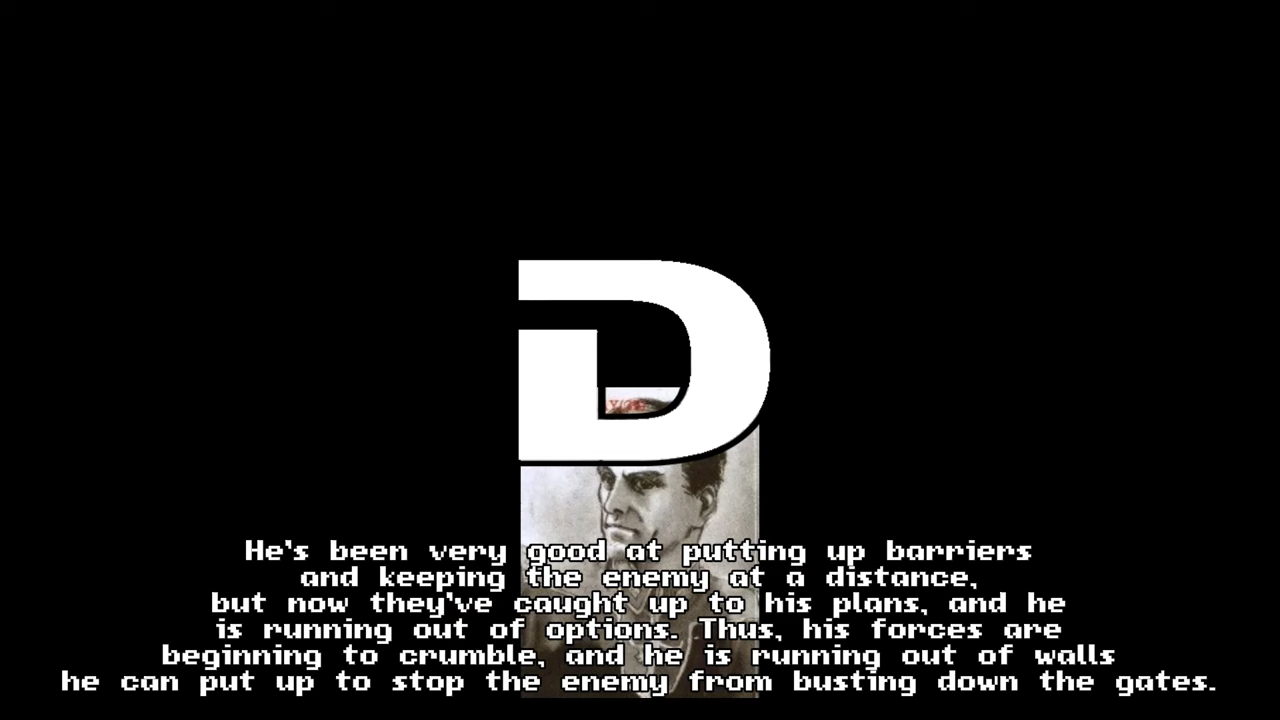 D
He's been very good at putting up barriers
and keeping the enemy at a distance,
but now they've caught up to his plans, and he
is running out of options. Thus, his forces are
beginning to crumble, and he is running out of walls
he can put up to stop the enemy from busting down the gates.